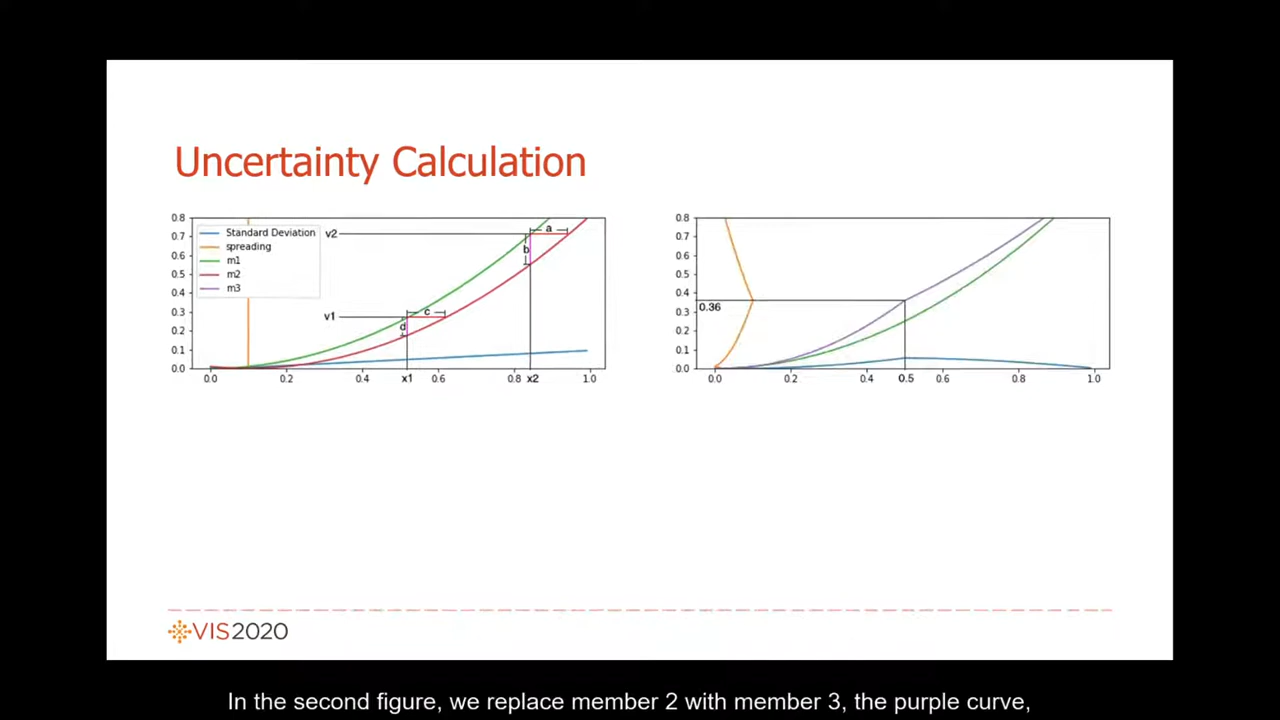 Uncertainty Calculation
0.8
0.7
0.6
0.5
0.4
0.3
0.2
0.1
0.0
Standard Deviation
spreading
m1
m2
m3
v2
v1
a
b
c
d
0.0 0.2 0.4 x1 0.6 0.8 x2 1.0
0.8
0.7
0.6
0.5
0.4
0.3
0.2
0.1
0.0
0.36
0.0 0.2 0.4 0.5 0.6 0.8 1.0
VIS2020
In the second figure, we replace member 2 with member 3, the purple curve,